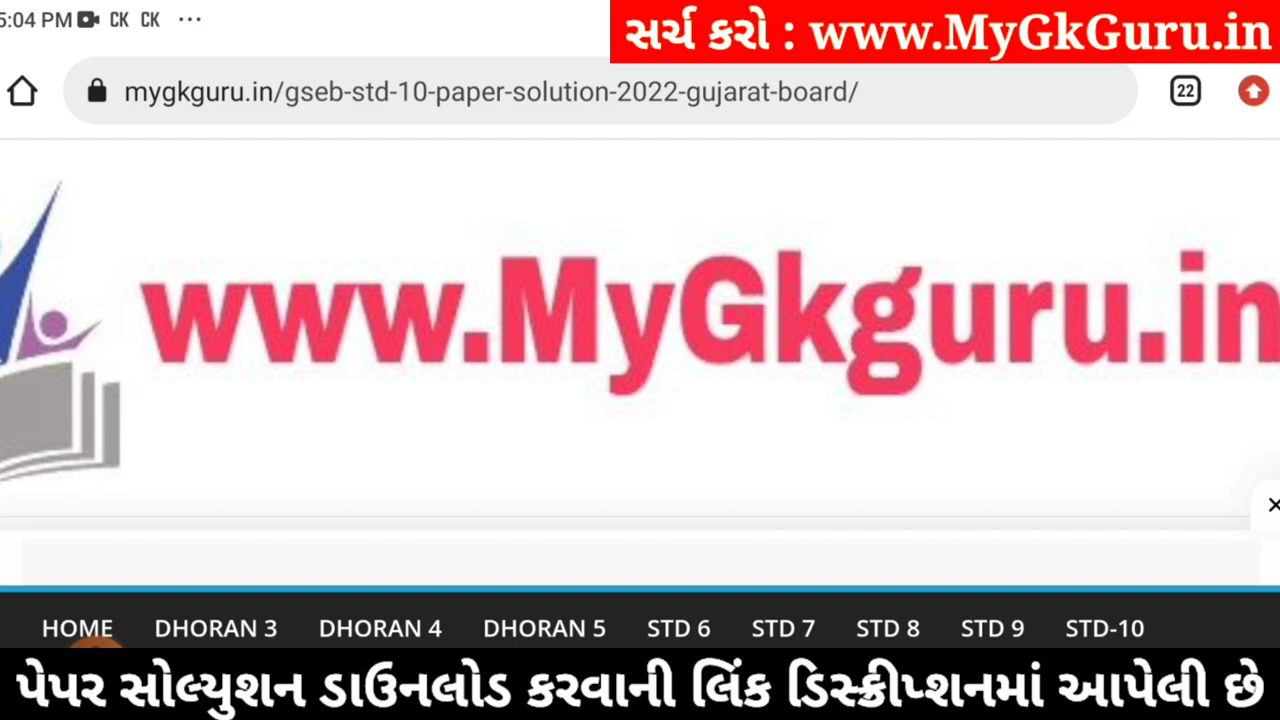 5:04 PM CK CK ...
સર્ચ કરો : www.MyGkGuru.in
mygkguru.in/gseb-std-10-paper-solution-2022-gujarat-board/
22
www.MyGkguru.in
HOME DHORAN 3 DHORAN 4 DHORAN 5 STD 6 STD 7 STD 8 STD 9 STD-10
પેપર સોલ્યુશન ડાઉનલોડ કરવાની લિંક ડિસ્ક્રીપ્શનમાં આપેલી છે